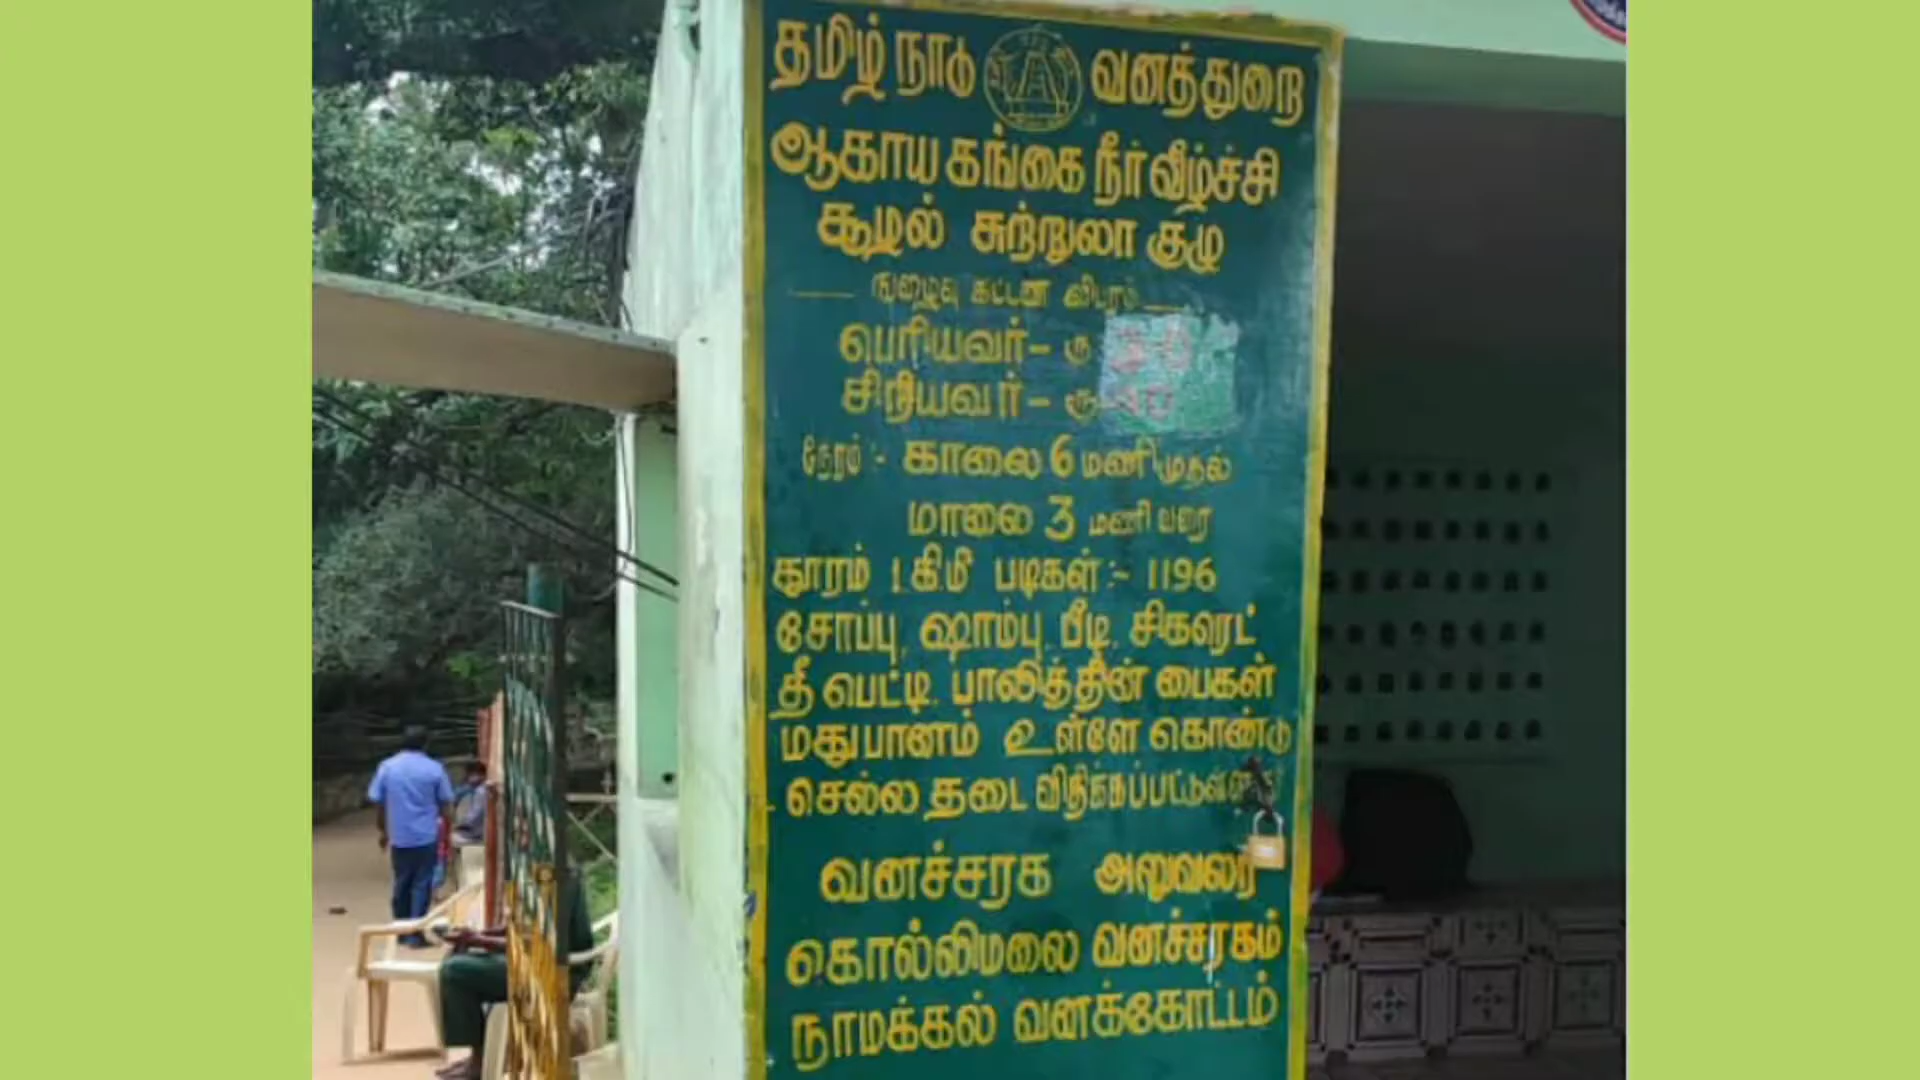 தமிழ் நாடு வனத்துறை
ஆகாய கங்கை நீர் வீழ்ச்சி
சூழல் சுற்றுலா குழு
நுழைவு கட்டண விபரம்
பெரியவர் - ரு
சிறியவர் - ரூ
நேரம் :- காலை 6 மணி முதல்
மாலை 3 மணி வரை
தூரம் 1 கி.மீ படிகள் :- 1196
சோப்பு, ஷாம்பு, பீடி, சிகரெட்
தீ பெட்டி, பாலித்தீன் பைகள்
மதுபானம் உள்ளே கொண்டு
செல்ல தடை விதிக்கப்பட்டுள்ளது
வனச்சரக அலுவலர்
கொல்லிமலை வனச்சரகம்
நாமக்கல் வனக்கோட்டம்